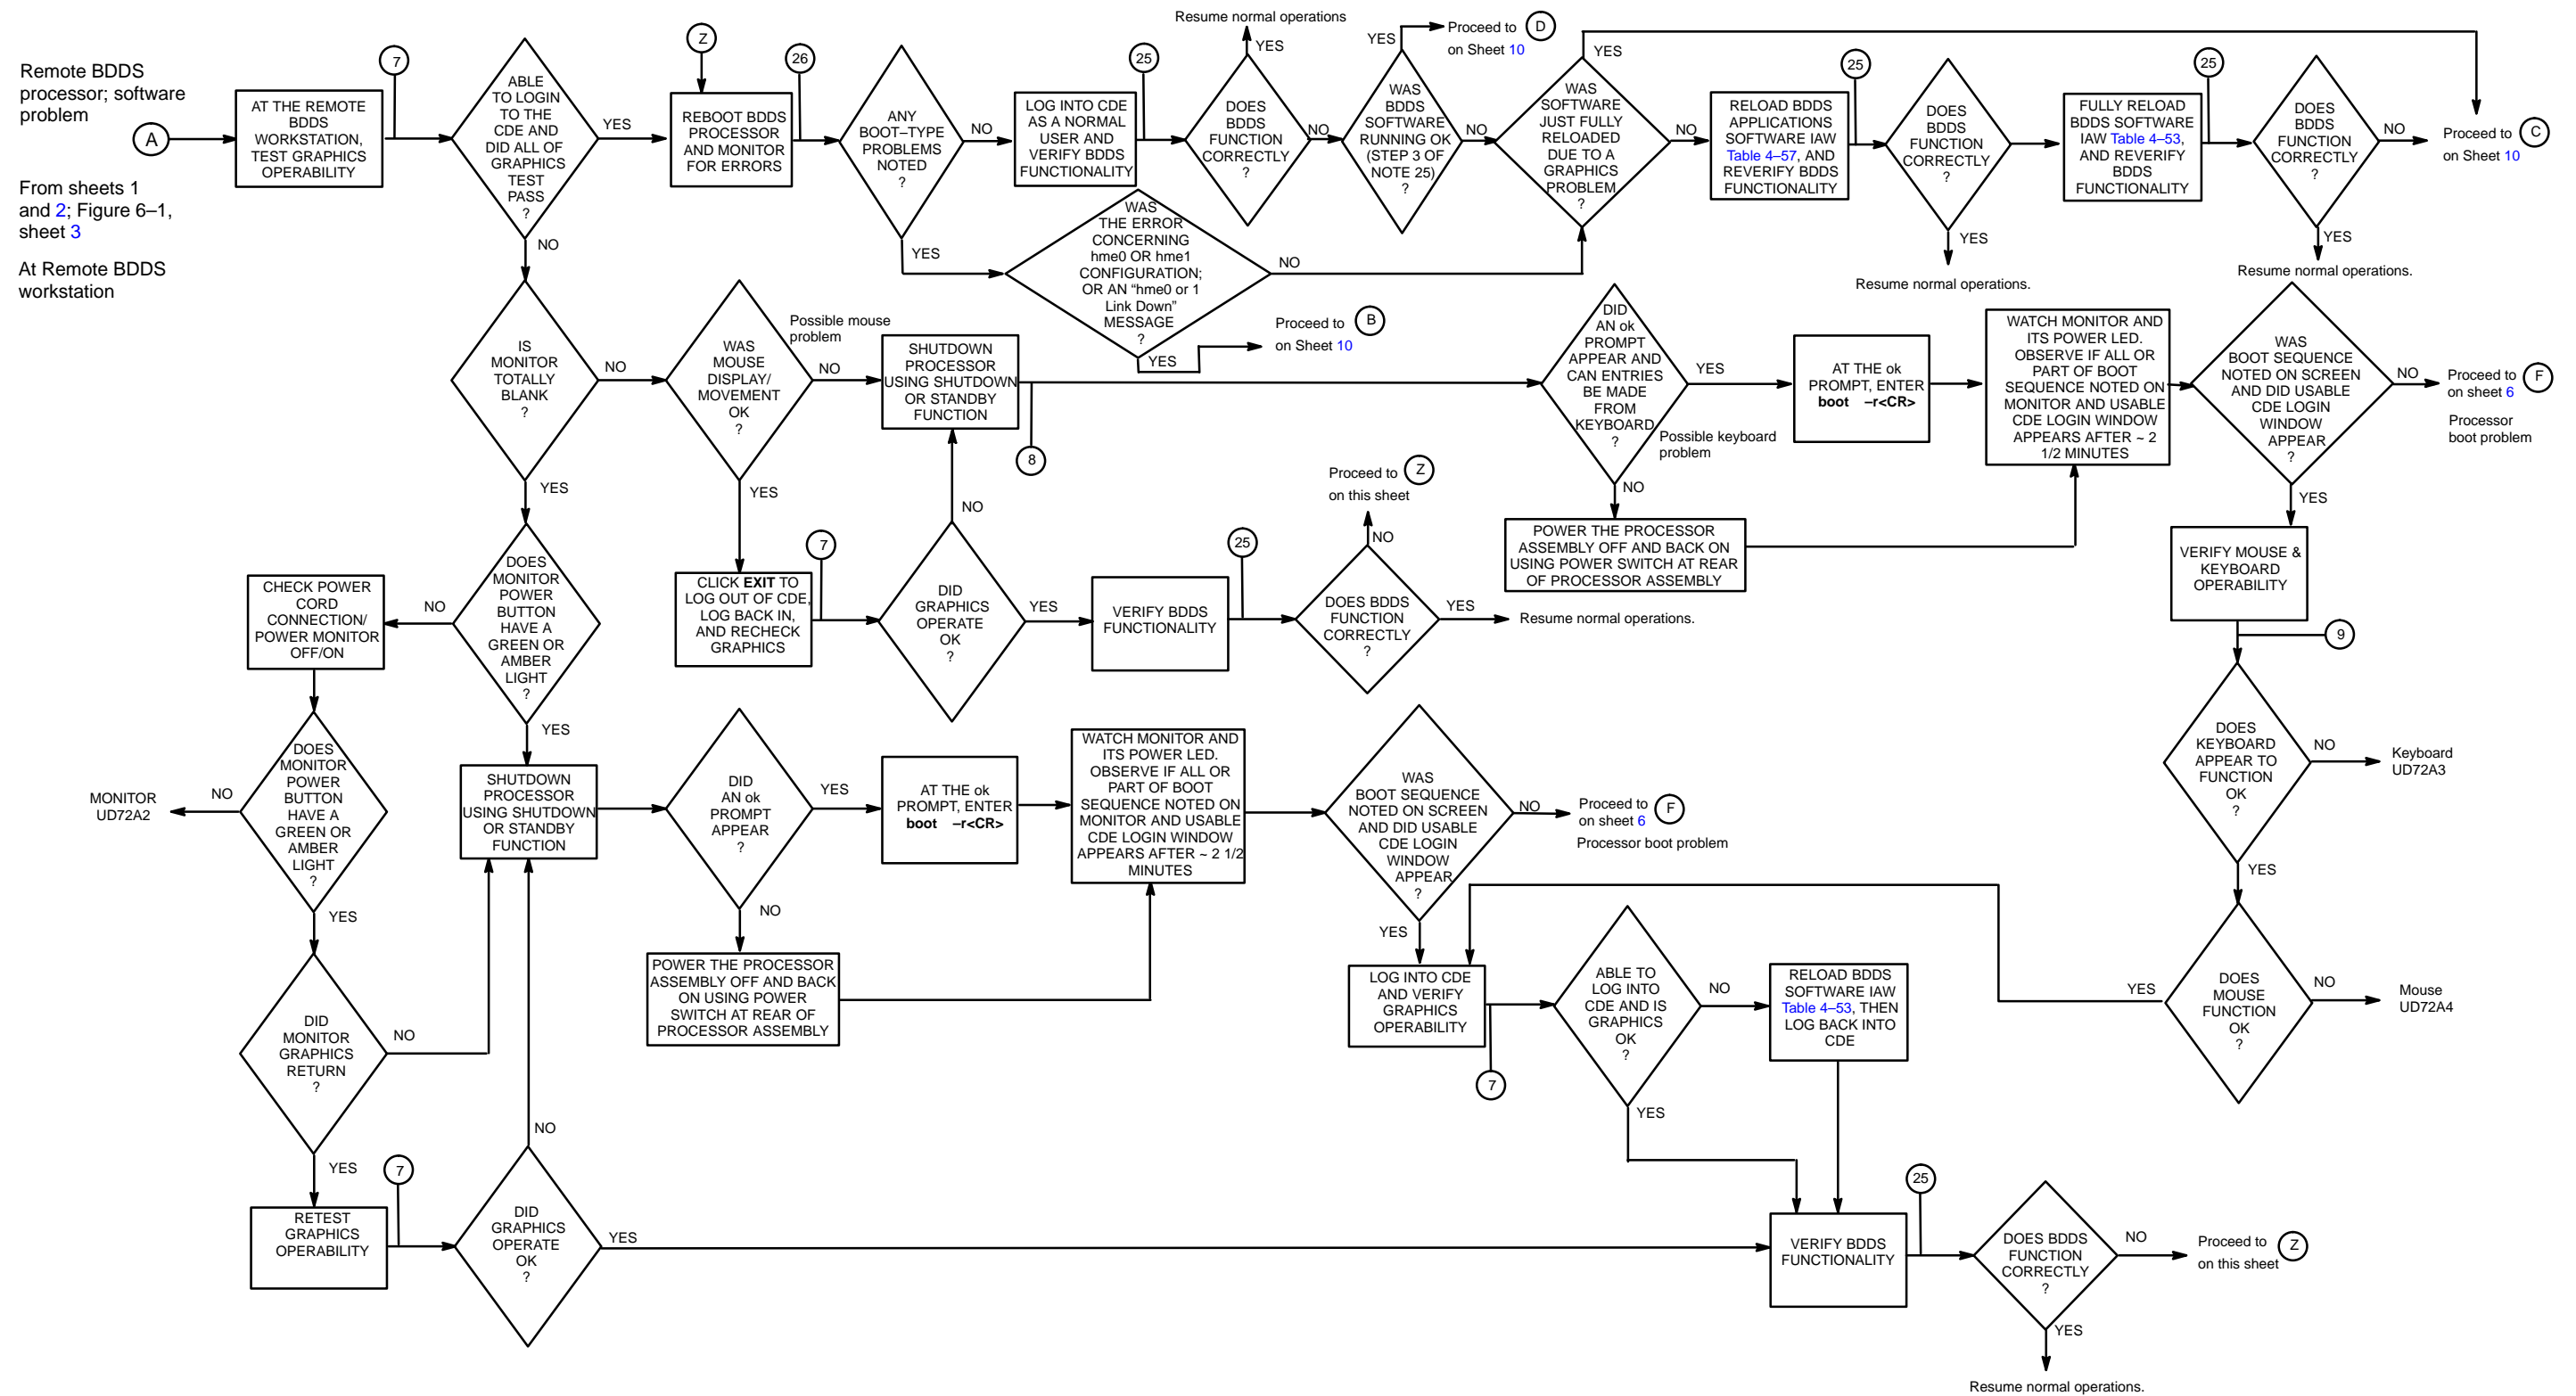 Remote BDDS
processor; software
problem
A
From sheets 1
and 2; Figure 6–1,
sheet 3
At Remote BDDS
workstation
AT THE REMOTE
BDDS
WORKSTATION,
TEST GRAPHICS
OPERABILITY
7
ABLE
TO LOGIN
TO THE
CDE AND
DID ALL OF
GRAPHICS
TEST
PASS
?
YES
NO
Z
REBOOT BDDS
PROCESSOR
AND MONITOR
FOR ERRORS
26
ANY
BOOT–TYPE
PROBLEMS
NOTED
?
NO
YES
LOG INTO CDE
AS A NORMAL
USER AND
VERIFY BDDS
FUNCTIONALITY
25
Resume normal operations
YES
DOES
BDDS
FUNCTION
CORRECTLY
?
NO
YES
Proceed to D
on Sheet 10
WAS
BDDS
SOFTWARE
RUNNING OK
(STEP 3 OF
NOTE 25)
?
NO
YES
WAS
SOFTWARE
JUST FULLY
RELOADED
DUE TO A
GRAPHICS
PROBLEM
?
NO
RELOAD BDDS
APPLICATIONS
SOFTWARE IAW
Table 4–57, AND
REVERIFY BDDS
FUNCTIONALITY
25
DOES
BDDS
FUNCTION
CORRECTLY
?
YES
Resume normal operations.
FULLY RELOAD
BDDS SOFTWARE
IAW Table 4–53,
AND REVERIFY
BDDS
FUNCTIONALITY
25
DOES
BDDS
FUNCTION
CORRECTLY
?
NO
Proceed to C
on Sheet 10
YES
Resume normal operations.
WAS
THE ERROR
CONCERNING
hme0 OR hme1
CONFIGURATION;
OR AN “hme0 or 1
Link Down”
MESSAGE
?
NO
YES
Proceed to B
on Sheet 10
IS
MONITOR
TOTALLY
BLANK
?
NO
YES
WAS
MOUSE
DISPLAY/
MOVEMENT
OK
?
Possible mouse
problem
NO
YES
SHUTDOWN
PROCESSOR
USING SHUTDOWN
OR STANDBY
FUNCTION
8
DID
AN ok
PROMPT
APPEAR AND
CAN ENTRIES
BE MADE
FROM
KEYBOARD
?
YES
Possible keyboard
problem
NO
AT THE ok
PROMPT, ENTER
boot –r<CR>
WATCH MONITOR AND
ITS POWER LED.
OBSERVE IF ALL OR
PART OF BOOT
SEQUENCE NOTED ON
MONITOR AND USABLE
CDE LOGIN WINDOW
APPEARS AFTER ~ 2
1/2 MINUTES
WAS
BOOT SEQUENCE
NOTED ON SCREEN
AND DID USABLE
CDE LOGIN
WINDOW
APPEAR
?
NO
Proceed to F
on sheet 6
Processor
boot problem
YES
POWER THE PROCESSOR
ASSEMBLY OFF AND BACK ON
USING POWER SWITCH AT REAR
OF PROCESSOR ASSEMBLY
VERIFY MOUSE &
KEYBOARD
OPERABILITY
9
CLICK EXIT TO
LOG OUT OF CDE,
LOG BACK IN,
AND RECHECK
GRAPHICS
7
NO
DID
GRAPHICS
OPERATE
OK
?
YES
VERIFY BDDS
FUNCTIONALITY
25
Proceed to Z
on this sheet
NO
DOES BDDS
FUNCTION
CORRECTLY
?
YES
Resume normal operations.
DOES
MONITOR
POWER
BUTTON
HAVE A
GREEN OR
AMBER
LIGHT
?
NO
YES
CHECK POWER
CORD
CONNECTION/
POWER MONITOR
OFF/ON
DOES
MONITOR
POWER
BUTTON
HAVE A
GREEN OR
AMBER
LIGHT
?
NO
MONITOR
UD72A2
YES
SHUTDOWN
PROCESSOR
USING SHUTDOWN
OR STANDBY
FUNCTION
DID
AN ok
PROMPT
APPEAR
?
YES
NO
AT THE ok
PROMPT, ENTER
boot –r<CR>
WATCH MONITOR AND
ITS POWER LED.
OBSERVE IF ALL OR
PART OF BOOT
SEQUENCE NOTED ON
MONITOR AND USABLE
CDE LOGIN WINDOW
APPEARS AFTER ~ 2 1/2
MINUTES
WAS
BOOT SEQUENCE
NOTED ON SCREEN
AND DID USABLE
CDE LOGIN
WINDOW
APPEAR
?
NO
Proceed to F
on sheet 6
Processor boot problem
YES
DOES
KEYBOARD
APPEAR TO
FUNCTION
OK
?
NO
Keyboard
UD72A3
YES
POWER THE PROCESSOR
ASSEMBLY OFF AND BACK
ON USING POWER
SWITCH AT REAR OF
PROCESSOR ASSEMBLY
LOG INTO CDE
AND VERIFY
GRAPHICS
OPERABILITY
7
ABLE TO
LOG INTO
CDE AND IS
GRAPHICS
OK
?
NO
YES
RELOAD BDDS
SOFTWARE IAW
Table 4–53, THEN
LOG BACK INTO
CDE
YES
DOES
MOUSE
FUNCTION
OK
?
NO
Mouse
UD72A4
DID
MONITOR
GRAPHICS
RETURN
?
NO
YES
RETEST
GRAPHICS
OPERABILITY
7
NO
DID
GRAPHICS
OPERATE
OK
?
YES
VERIFY BDDS
FUNCTIONALITY
25
DOES BDDS
FUNCTION
CORRECTLY
?
NO
Proceed to Z
on this sheet
YES
Resume normal operations.